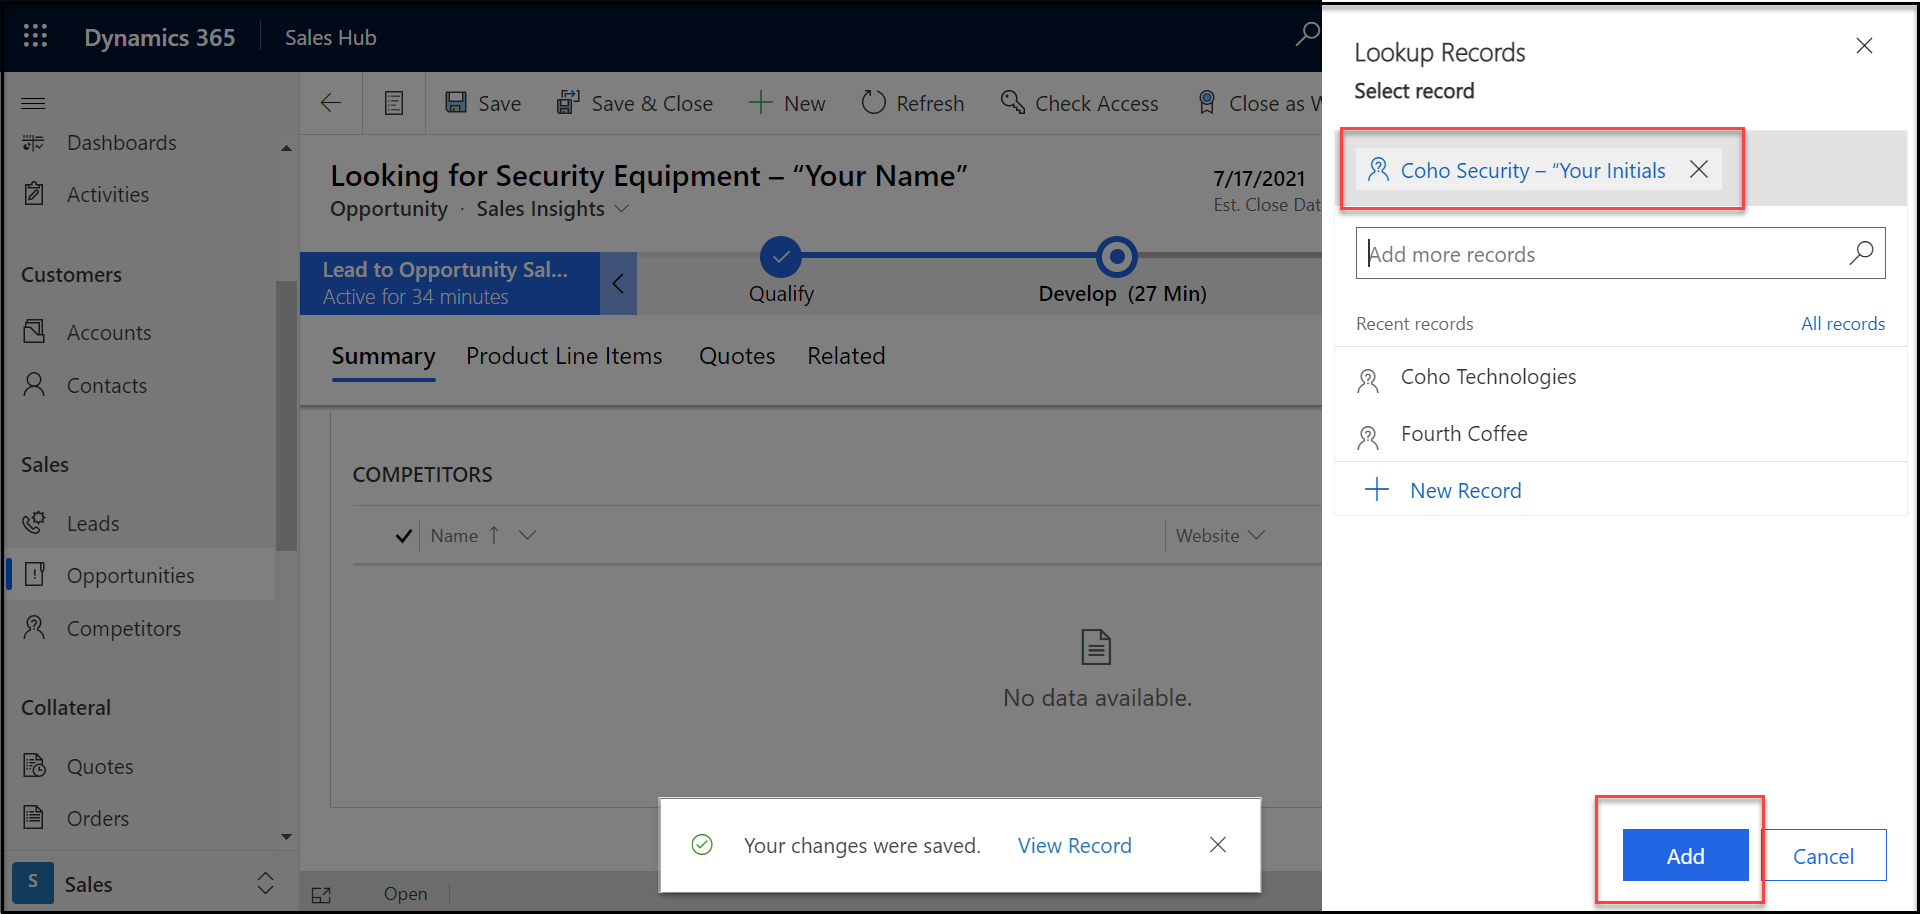 Dynamics 365
Sales Hub
Dashboards
Activities
Customers
Accounts
Contacts
Sales
Leads
Opportunities
Competitors
Collateral
Quotes
Orders
S
Sales
Save
Save & Close
New
Refresh
Check Access
Close as W
Looking for Security Equipment – “Your Name”
Opportunity · Sales Insights
7/17/2021
Est. Close Dat
Lead to Opportunity Sal...
Active for 34 minutes
Qualify
Develop (27 Min)
Summary
Product Line Items
Quotes
Related
COMPETITORS
Name
Website
No data available.
Your changes were saved.
View Record
Open
Lookup Records
Select record
Coho Security – “Your Initials
Add more records
Recent records
All records
Coho Technologies
Fourth Coffee
New Record
Add
Cancel